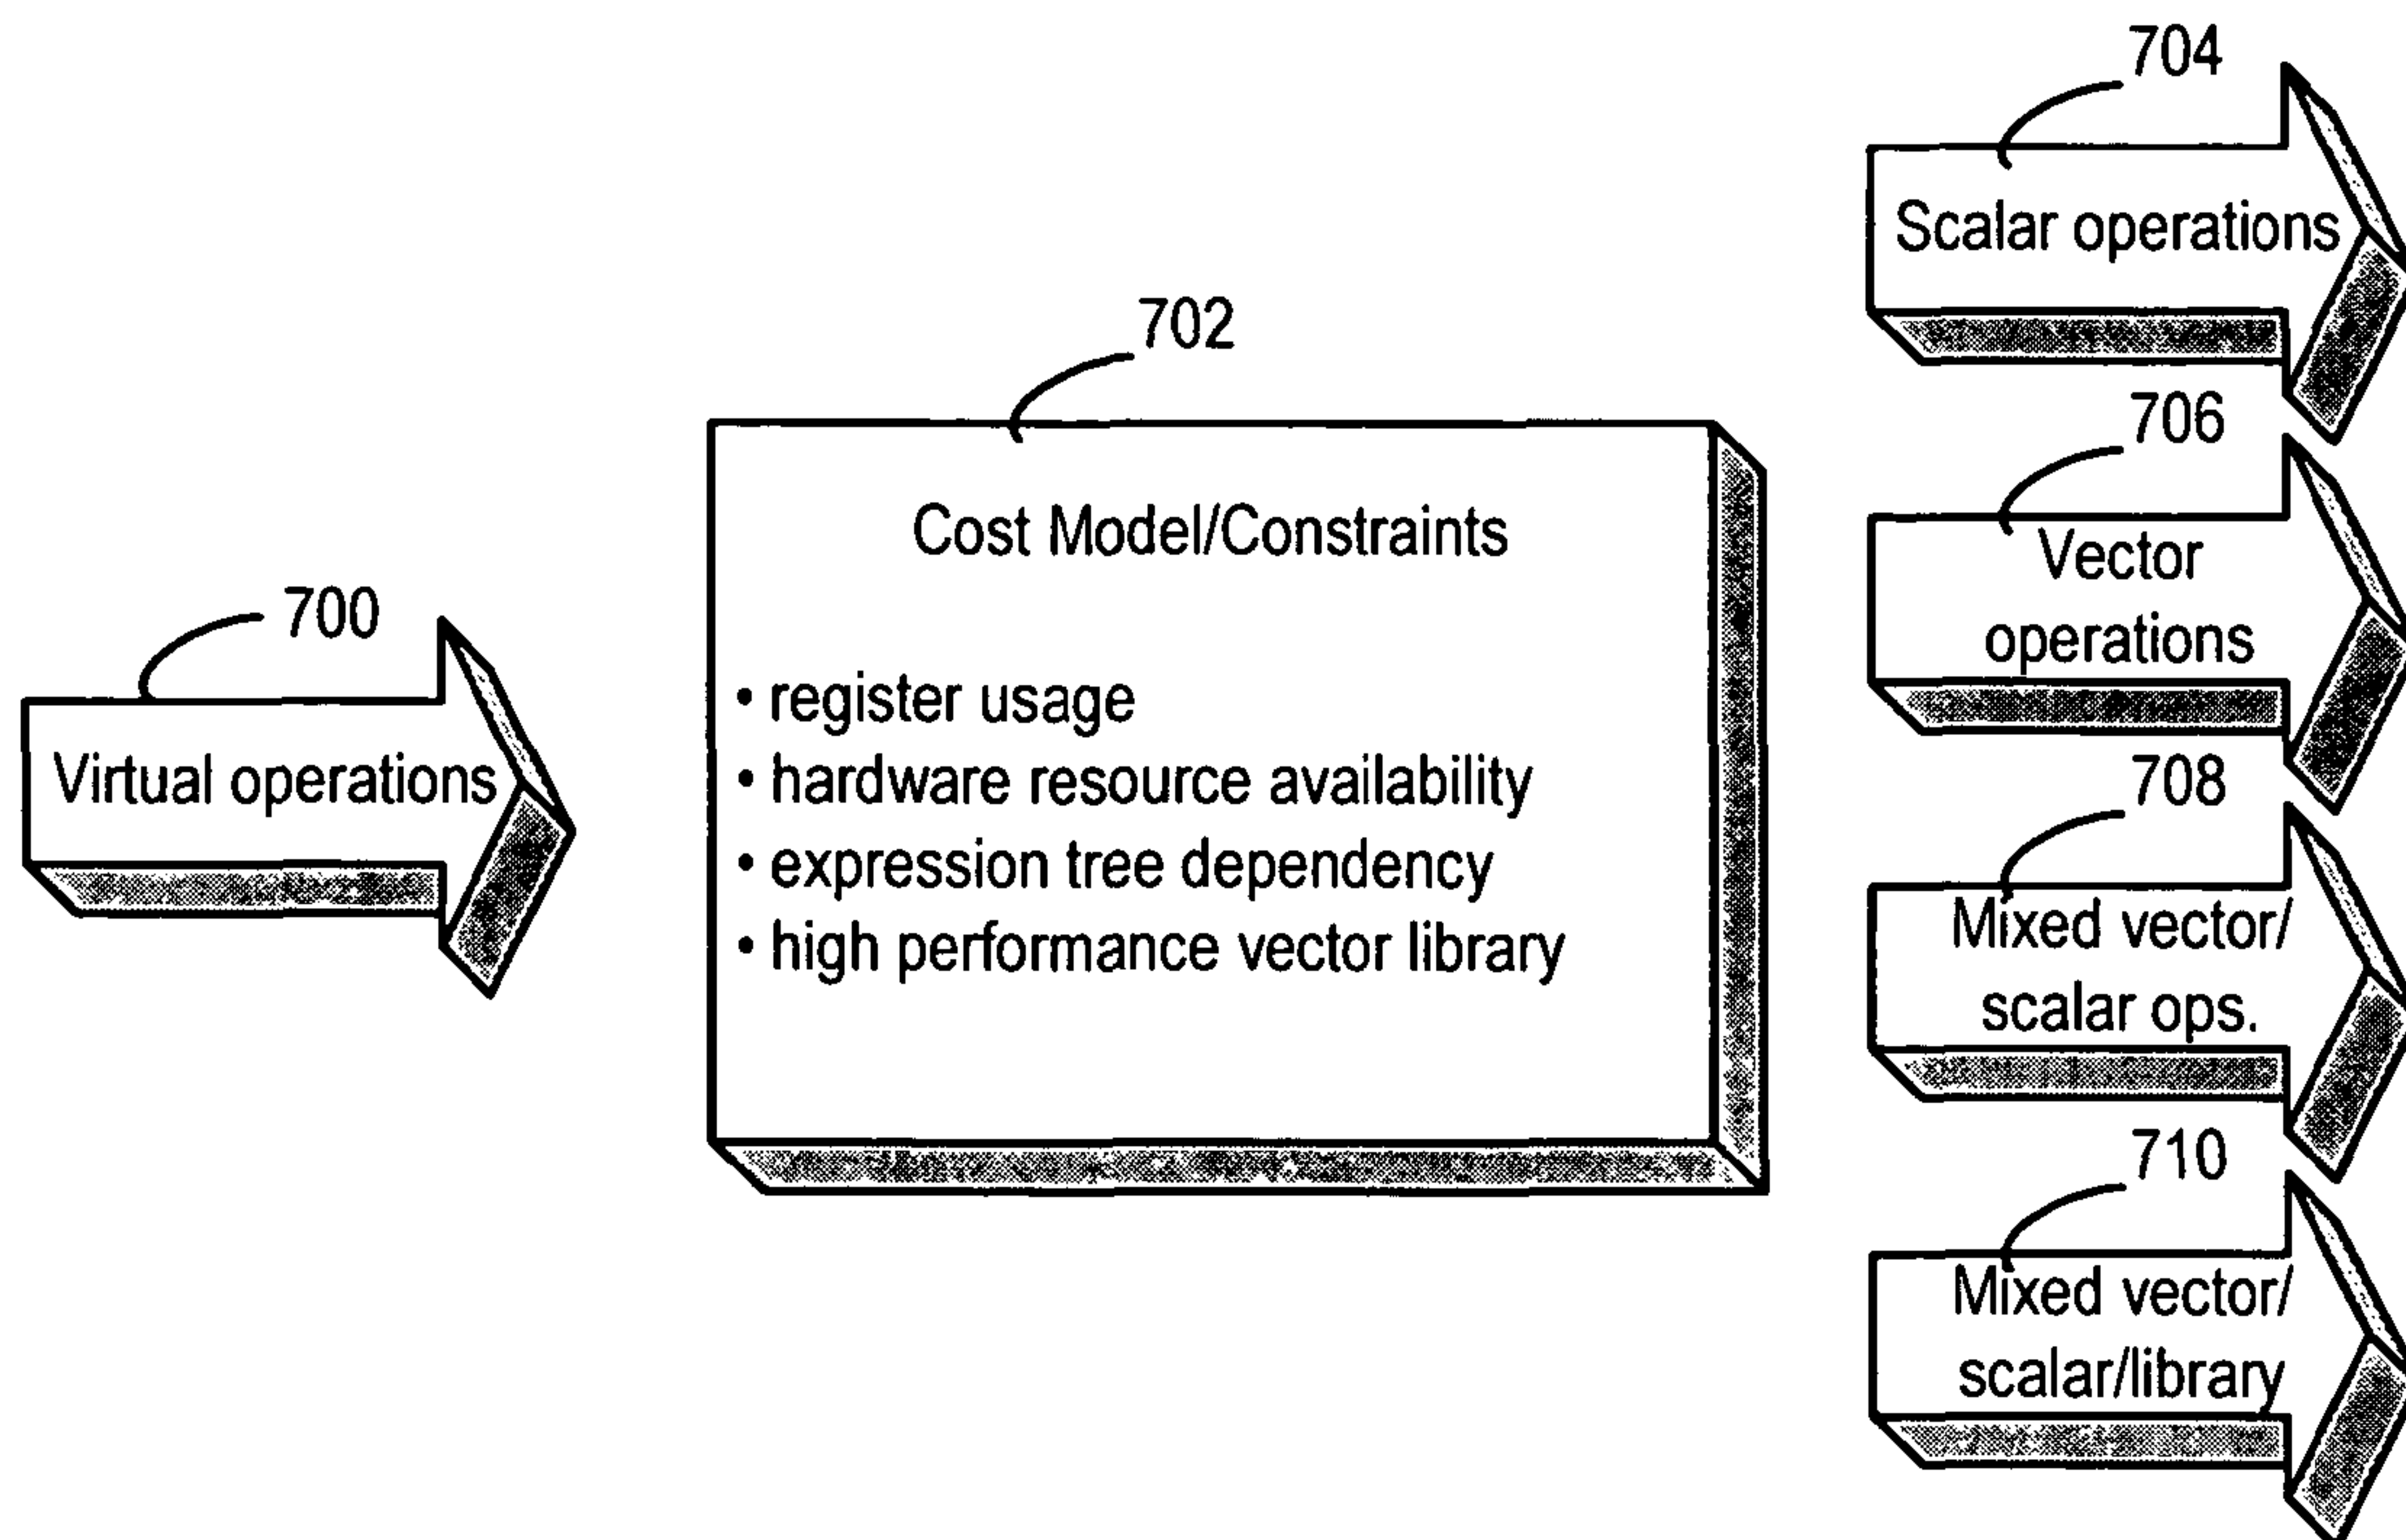 700
Virtual operations
702
Cost Model/Constraints
• register usage
• hardware resource availability
• expression tree dependency
• high performance vector library
704
Scalar operations
706
Vector
operations
708
Mixed vector/
scalar ops.
710
Mixed vector/
scalar/library